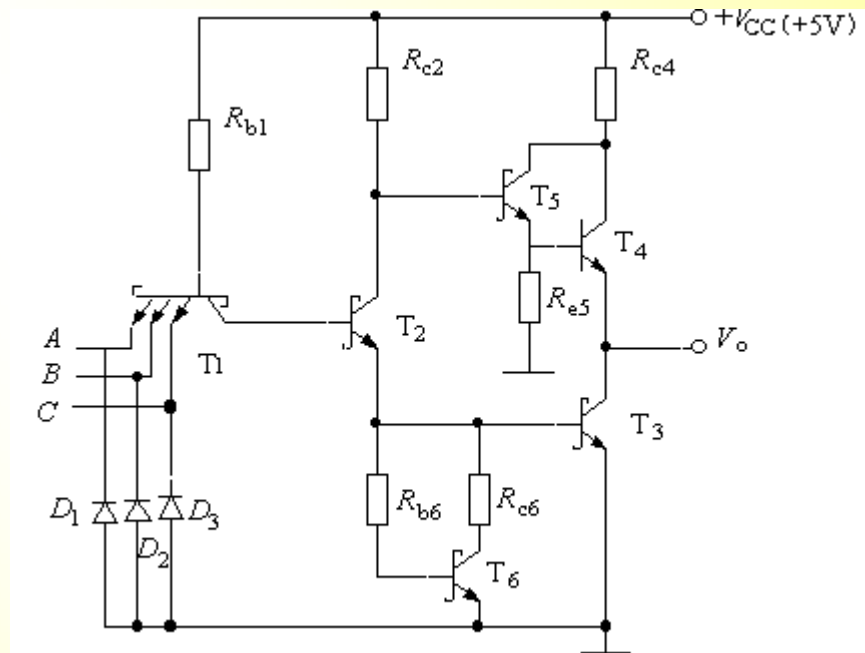 +VCC(+5V)
Rc2
Rc4
Rb1
T5
T4
Re5
A
T1
T2
Vo
B
C
T3
D1
D3
Rb6
Rc6
D2
T6